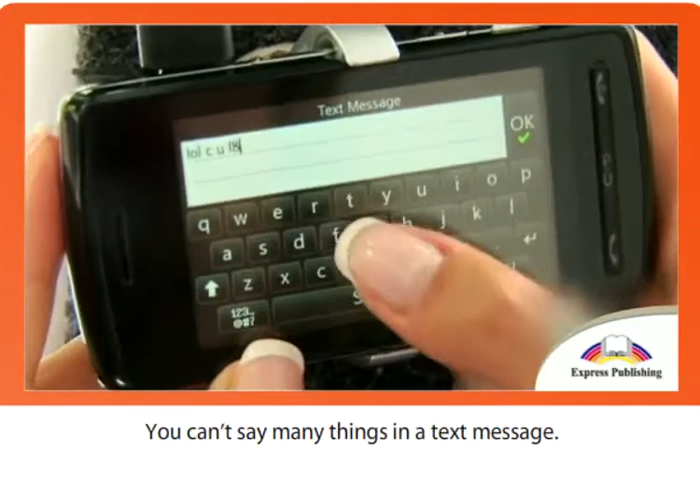 Text Message
lol c u l8
OK
q w e r t y u i o p
a s d f h j k l
z x c
123..
@#?
Express Publishing
You can't say many things in a text message.